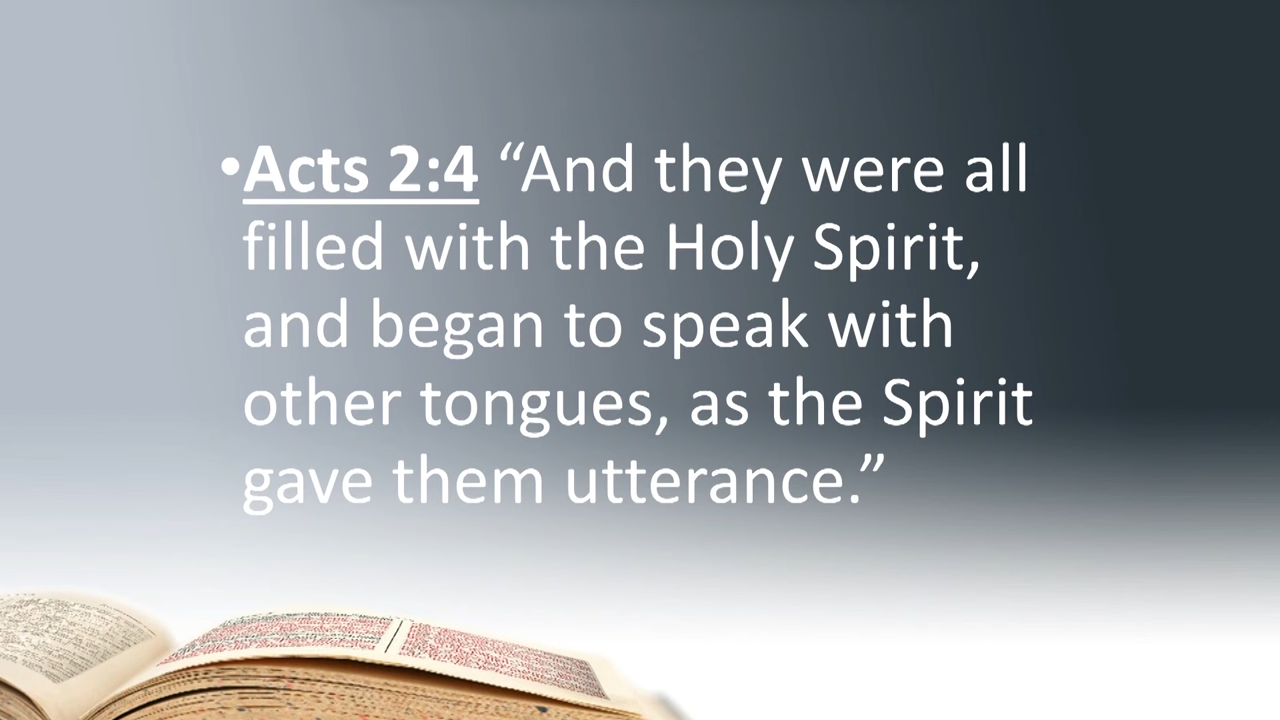 •Acts 2:4 “And they were all
filled with the Holy Spirit,
and began to speak with
other tongues, as the Spirit
gave them utterance.”